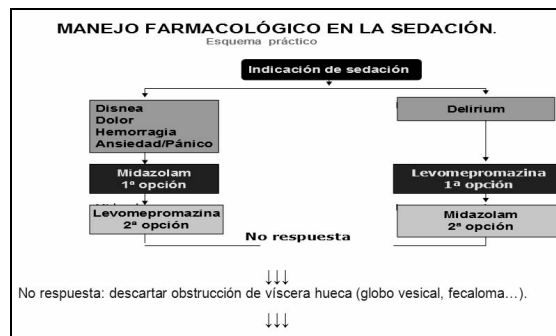 MANEJO FARMACOLÓGICO EN LA SEDACIÓN.
Esquema práctico
Indicación de sedación
Disnea
Dolor
Hemorragia
Ansiedad/Pánico
Delirium
Midazolam
1ª opción
Levomepromazina
1ª opción
Levomepromazina
2ª opción
Midazolam
2ª opción
No respuesta
↓↓↓
No respuesta: descartar obstrucción de víscera hueca (globo vesical, fecaloma…).
↓↓↓